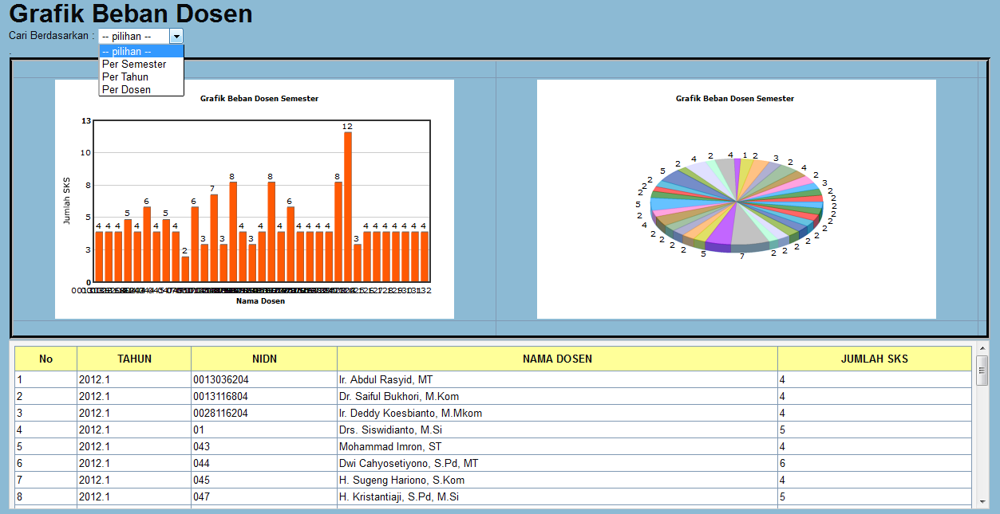 Grafik Beban Dosen
Cari Berdasarkan : -- pilihan --
-- pilihan --
Per Semester
Per Tahun
Per Dosen
Grafik Beban Dosen Semester
13
10
8
5
3
0
Jumlah SKS
4 4 4 5 4 6 4 5 4 2 6 3 7 3 8 4 3 4 8 4 6 4 4 4 4 8 12 3 4 4 4 4 4 4 4
Nama Dosen
Grafik Beban Dosen Semester
4 1 2 3 2 4 2 3 2 2 2 2 2 2 2 2 2 2 7 5 2 2 2 2 4 2 5 2 2 2 5 2 4 2
No TAHUN NIDN NAMA DOSEN JUMLAH SKS
1 2012.1 0013036204 Ir. Abdul Rasyid, MT 4
2 2012.1 0013116804 Dr. Saiful Bukhori, M.Kom 4
3 2012.1 0028116204 Ir. Deddy Koesbianto, M.Mkom 4
4 2012.1 01 Drs. Siswidianto, M.Si 5
5 2012.1 043 Mohammad Imron, ST 4
6 2012.1 044 Dwi Cahyosetiyono, S.Pd, MT 6
7 2012.1 045 H. Sugeng Hariono, S.Kom 4
8 2012.1 047 H. Kristantiaji, S.Pd, M.Si 5